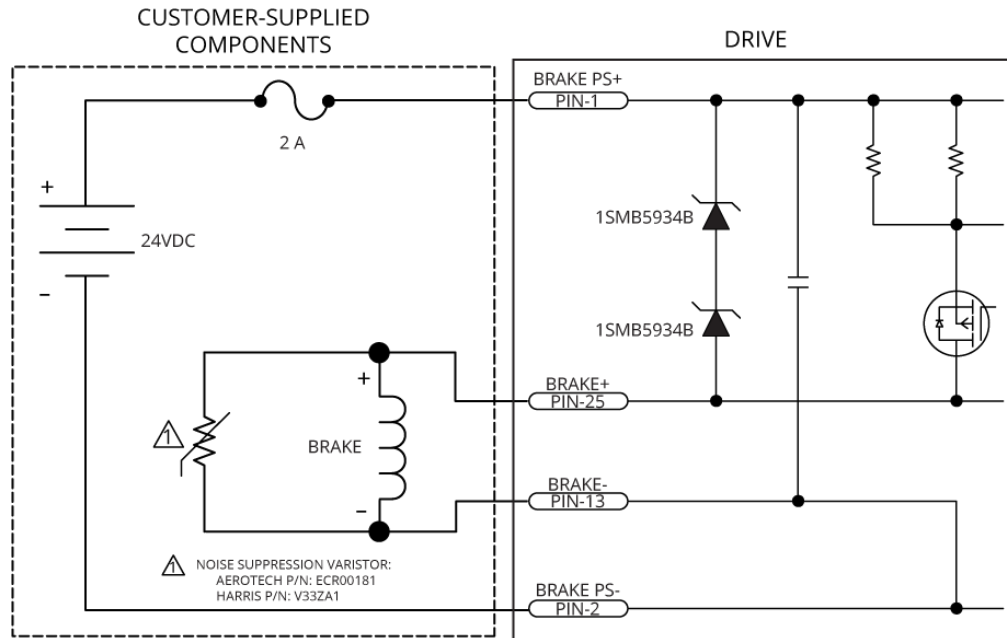 CUSTOMER-SUPPLIED
COMPONENTS
DRIVE
BRAKE PS+
PIN-1
2 A
+
24VDC
-
1SMB5934B
1SMB5934B
BRAKE+
PIN-25
+
1
BRAKE
-
BRAKE-
PIN-13
1 NOISE SUPPRESSION VARISTOR:
AEROTECH P/N: ECR00181
HARRIS P/N: V33ZA1
BRAKE PS-
PIN-2